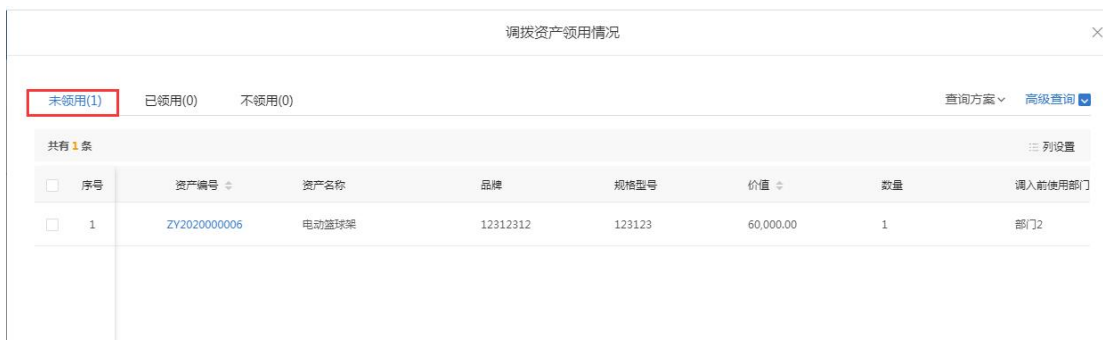 调拨资产领用情况
未领用(1) 已领用(0) 不领用(0) 查询方案 高级查询
共有1条 列设置
序号 资产编号 资产名称 品牌 规格型号 价值 数量 调入前使用部门
1 ZY2020000006 电动篮球架 12312312 123123 60,000.00 1 部门2